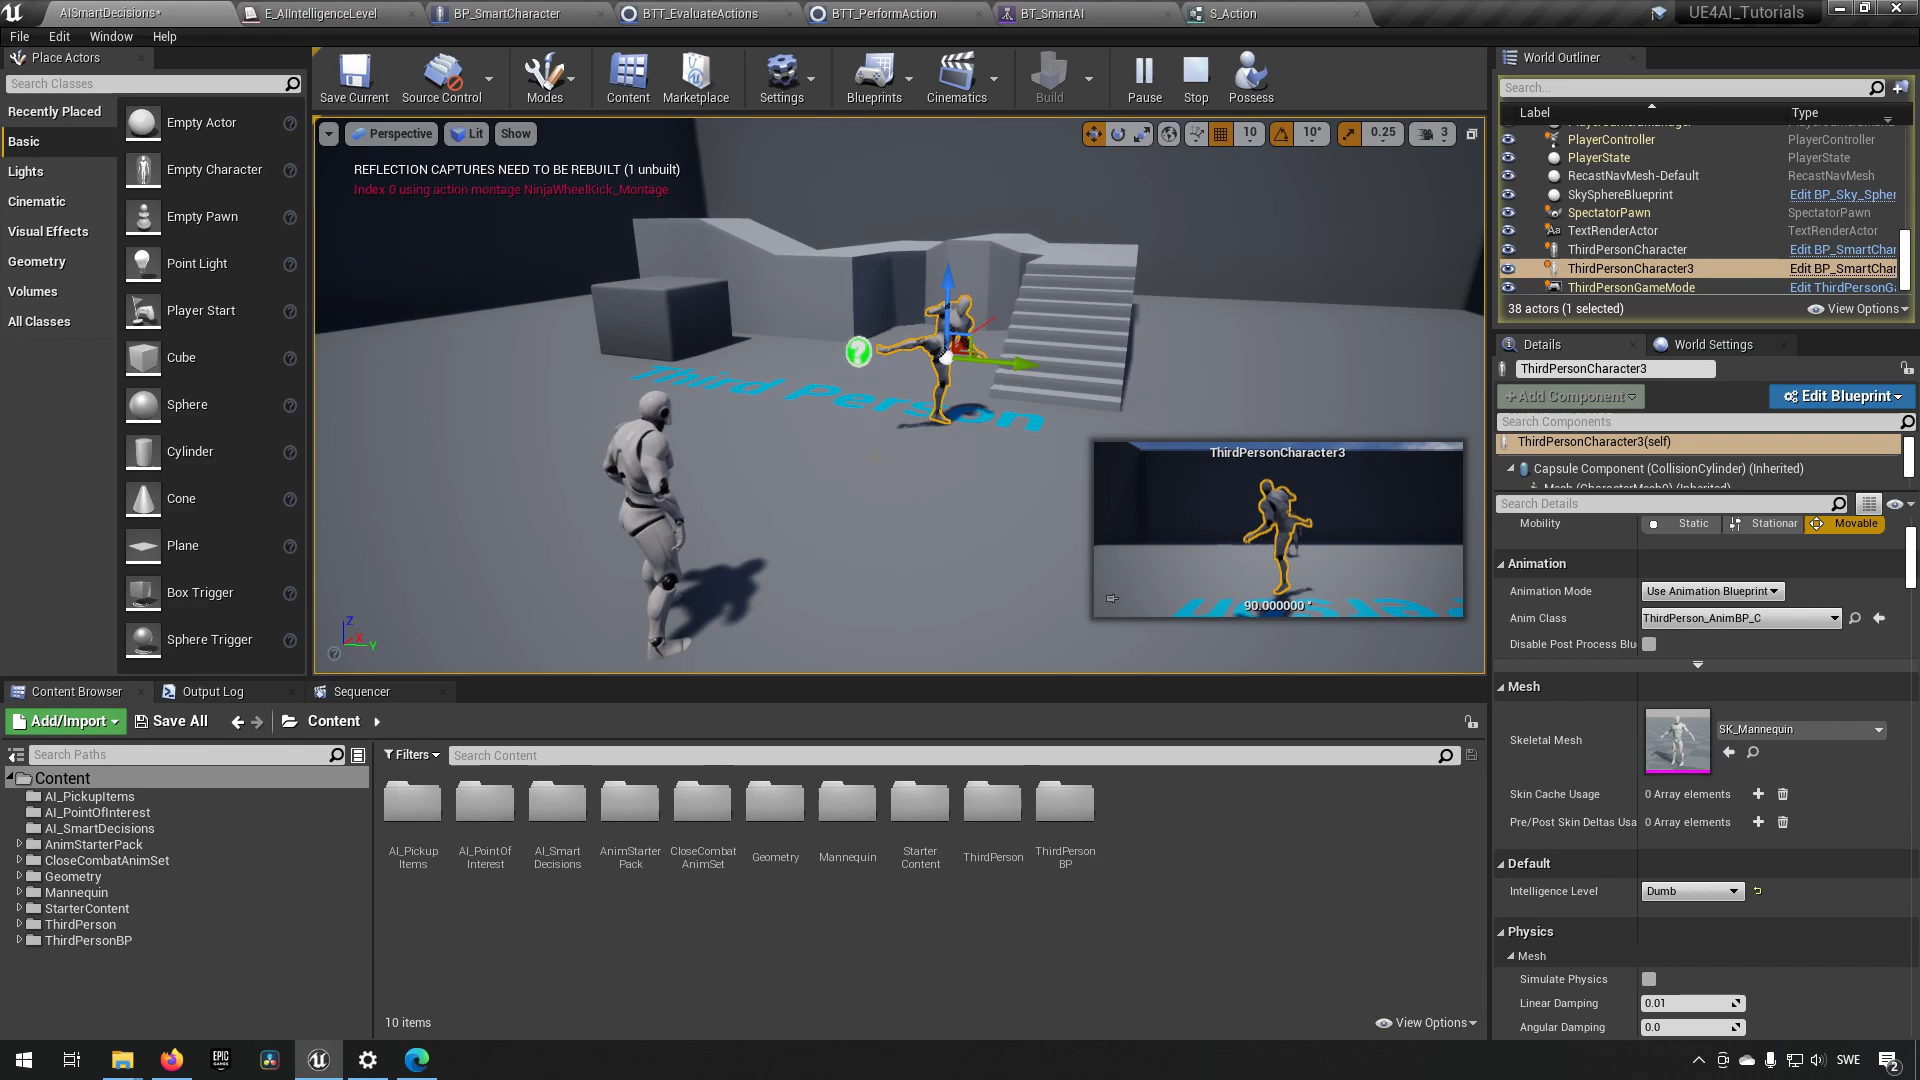 AISmartDecisions*
E_AIIntelligenceLevel
BP_SmartCharacter
BTT_EvaluateActions
BTT_PerformAction
BT_SmartAI
S_Action
UE4AI_Tutorials
File
Edit
Window
Help
Place Actors
Search Classes
Recently Placed
Basic
Lights
Cinematic
Visual Effects
Geometry
Volumes
All Classes
Empty Actor
Empty Character
Empty Pawn
Point Light
Player Start
Cube
Sphere
Cylinder
Cone
Plane
Box Trigger
Sphere Trigger
Save Current
Source Control
Modes
Content
Marketplace
Settings
Blueprints
Cinematics
Build
Pause
Stop
Possess
Perspective
Lit
Show
10
10°
0.25
3
REFLECTION CAPTURES NEED TO BE REBUILT (1 unbuilt)
Index 0 using action montage NinjaWheelKick_Montage
Third Person
ThirdPersonCharacter3
90.000000 °
Z
X
Y
World Outliner
Search...
Label
Type
PlayerController
PlayerController
PlayerState
PlayerState
RecastNavMesh-Default
RecastNavMesh
SkySphereBlueprint
Edit BP_Sky_Spher
SpectatorPawn
SpectatorPawn
TextRenderActor
TextRenderActor
ThirdPersonCharacter
Edit BP_SmartChar
ThirdPersonCharacter3
Edit BP_SmartChar
ThirdPersonGameMode
Edit ThirdPersonGa
38 actors (1 selected)
View Options
Details
World Settings
ThirdPersonCharacter3
+Add Component
Edit Blueprint
Search Components
ThirdPersonCharacter3(self)
Capsule Component (CollisionCylinder) (Inherited)
Mesh (CharacterMesh0) (Inherited)
Search Details
Mobility
Static
Stationar
Movable
Animation
Animation Mode
Use Animation Blueprint
Anim Class
ThirdPerson_AnimBP_C
Disable Post Process Blu
Mesh
Skeletal Mesh
SK_Mannequin
Skin Cache Usage
0 Array elements
Pre/Post Skin Deltas Usa
0 Array elements
Default
Intelligence Level
Dumb
Physics
Mesh
Simulate Physics
Linear Damping
0.01
Angular Damping
0.0
Content Browser
Output Log
Sequencer
Add/Import
Save All
Content
Search Paths
Filters
Search Content
Content
AI_PickupItems
AI_PointOfInterest
AI_SmartDecisions
AnimStarterPack
CloseCombatAnimSet
Geometry
Mannequin
StarterContent
ThirdPerson
ThirdPersonBP
AI_Pickup
Items
AI_PointOf
Interest
AI_Smart
Decisions
AnimStarter
Pack
CloseCombat
AnimSet
Geometry
Mannequin
Starter
Content
ThirdPerson
ThirdPerson
BP
10 items
View Options
EPIC
GAMES
SWE
2